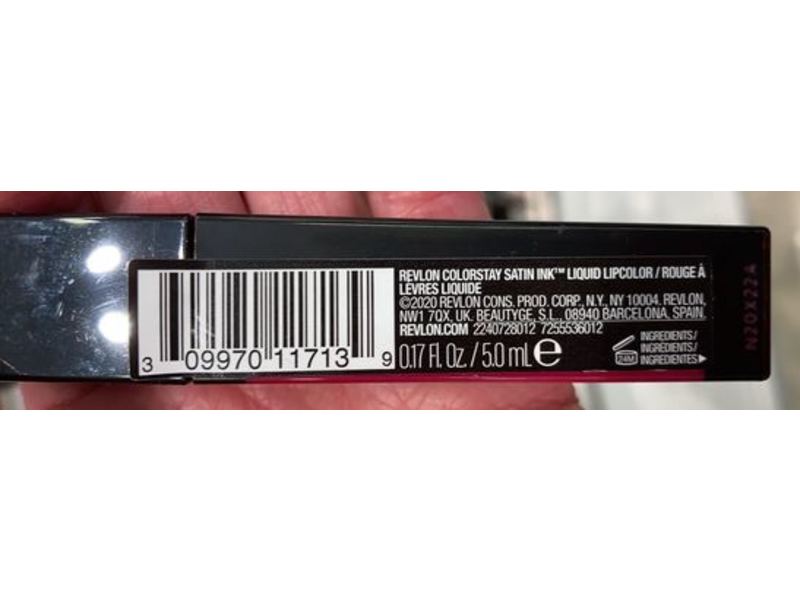 REVLON COLORSTAY SATIN INK™ LIQUID LIPCOLOR / ROUGE À
LÈVRES LIQUIDE
©2020 REVLON CONS. PROD. CORP., N.Y., NY 10004. REVLON,
NW1 7QX, UK. BEAUTYGE, S.L., 08940 BARCELONA, SPAIN.
REVLON.COM 2240728012 7255536012
0.17 Fl. Oz. / 5.0 mL e
24M
INGREDIENTS/
INGRÉDIENTS/
INGREDIENTES►
3 09970 11713 9
N20X22A